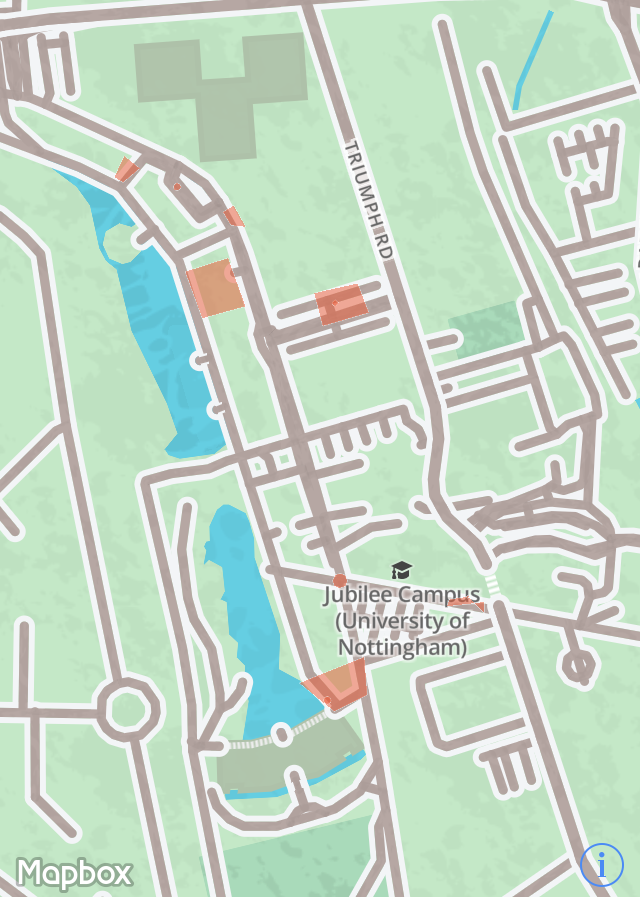 TRIUMPH RD
Jubilee Campus
(University of
Nottingham)
Mapbox
i